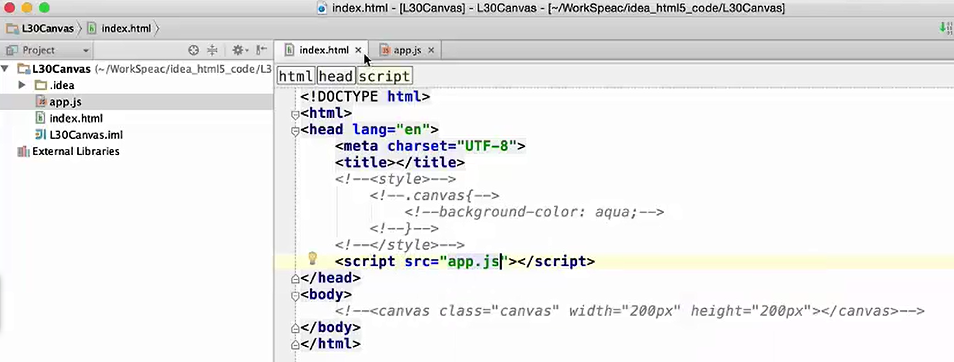 index.html - [L30Canvas] - L30Canvas - [~/WorkSpeac/idea_html5_code/L30Canvas]
L30Canvas index.html
Project
index.html app.js
L30Canvas (~/WorkSpeac/idea_html5_code/L3
.idea
app.js
index.html
L30Canvas.iml
External Libraries
html head script
<!DOCTYPE html>
<html>
<head lang="en">
<meta charset="UTF-8">
<title></title>
<!--<style>-->
<!--.canvas{-->
<!--background-color: aqua;-->
<!--}-->
<!--</style>-->
<script src="app.js"></script>
</head>
<body>
<!--<canvas class="canvas" width="200px" height="200px"></canvas>-->
</body>
</html>